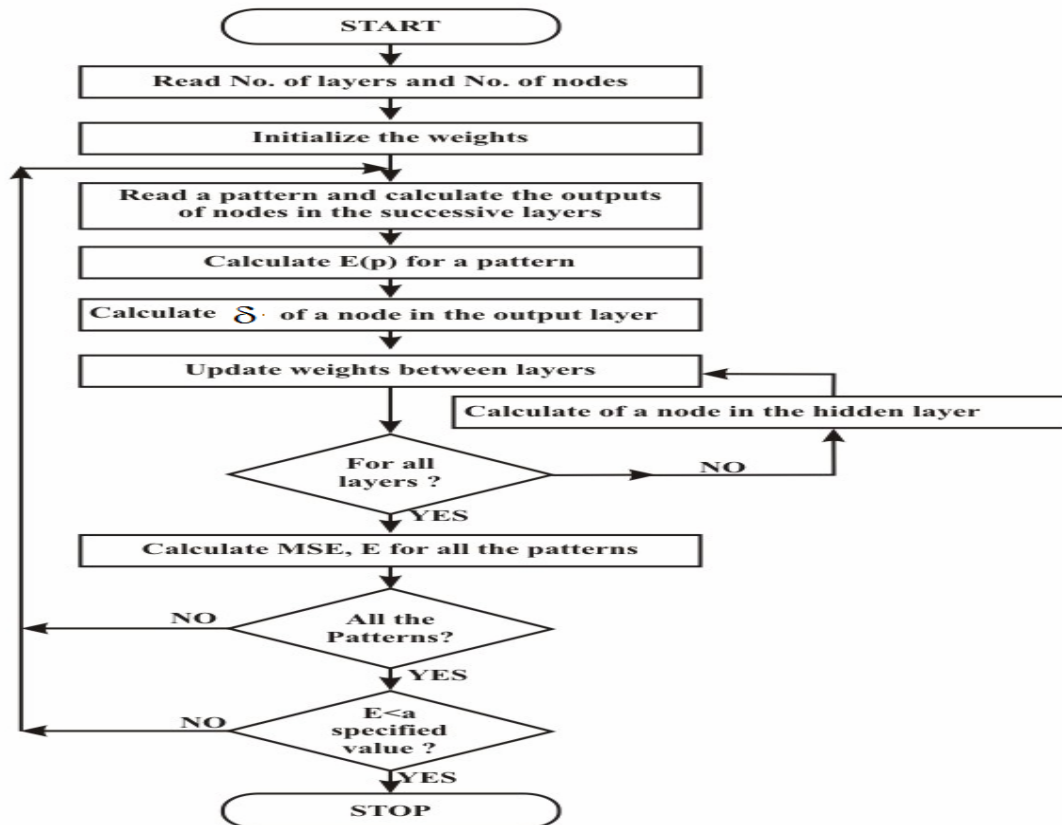 START
Read No. of layers and No. of nodes
Initialize the weights
Read a pattern and calculate the outputs
of nodes in the successive layers
Calculate E(p) for a pattern
Calculate δ of a node in the output layer
Update weights between layers
Calculate of a node in the hidden layer
For all
layers ?
NO
YES
Calculate MSE, E for all the patterns
All the
Patterns?
NO
YES
E<a
specified
value ?
NO
YES
STOP